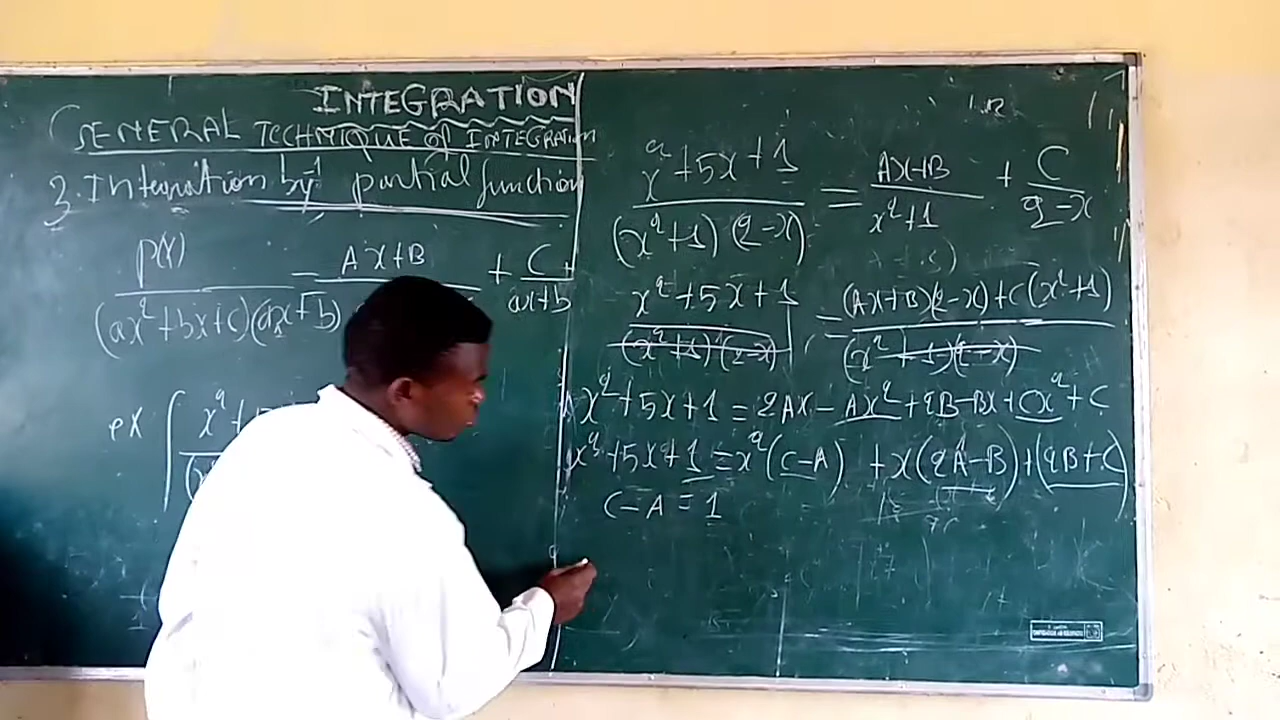 INTEGRATION
GENERAL TECHNIQUE of INTEGRATION
3. Integration by partial function
P(x) / (ax² + bx + c)(ax + b) = Ax+B + C / ax+b +
ex ∫ x²
x² + 5x + 1 / (x² + 1)(2-x) = Ax+B / x² + 1 + C / 2-x
x² + 5x + 1 / (x² + 1)(2-x) = (Ax+B)(2-x) + C(x² + 1) / (x² + 1)(2-x)
x² + 5x + 1 = 2Ax - Ax² + 2B - Bx + Cx² + C
x² + 5x + 1 = x²(C-A) + x(2A-B) + (2B+C)
C - A = 1